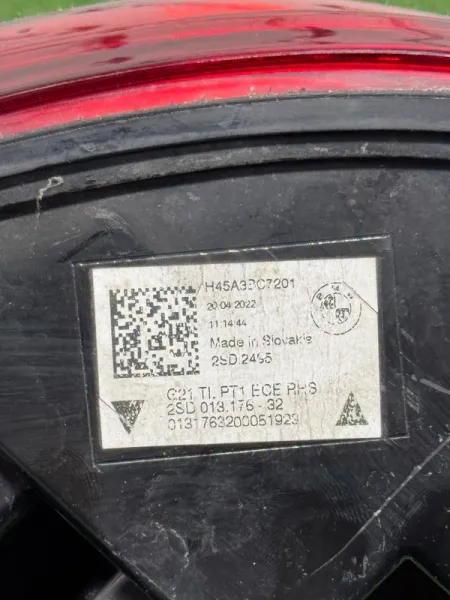 H45A3BC7201
20.04.2022
11:14:44
Made in Slovakia
2SD.2495
G21 TL PT1 ECE RHS
2SD 013.176 - 32
0131763200051923